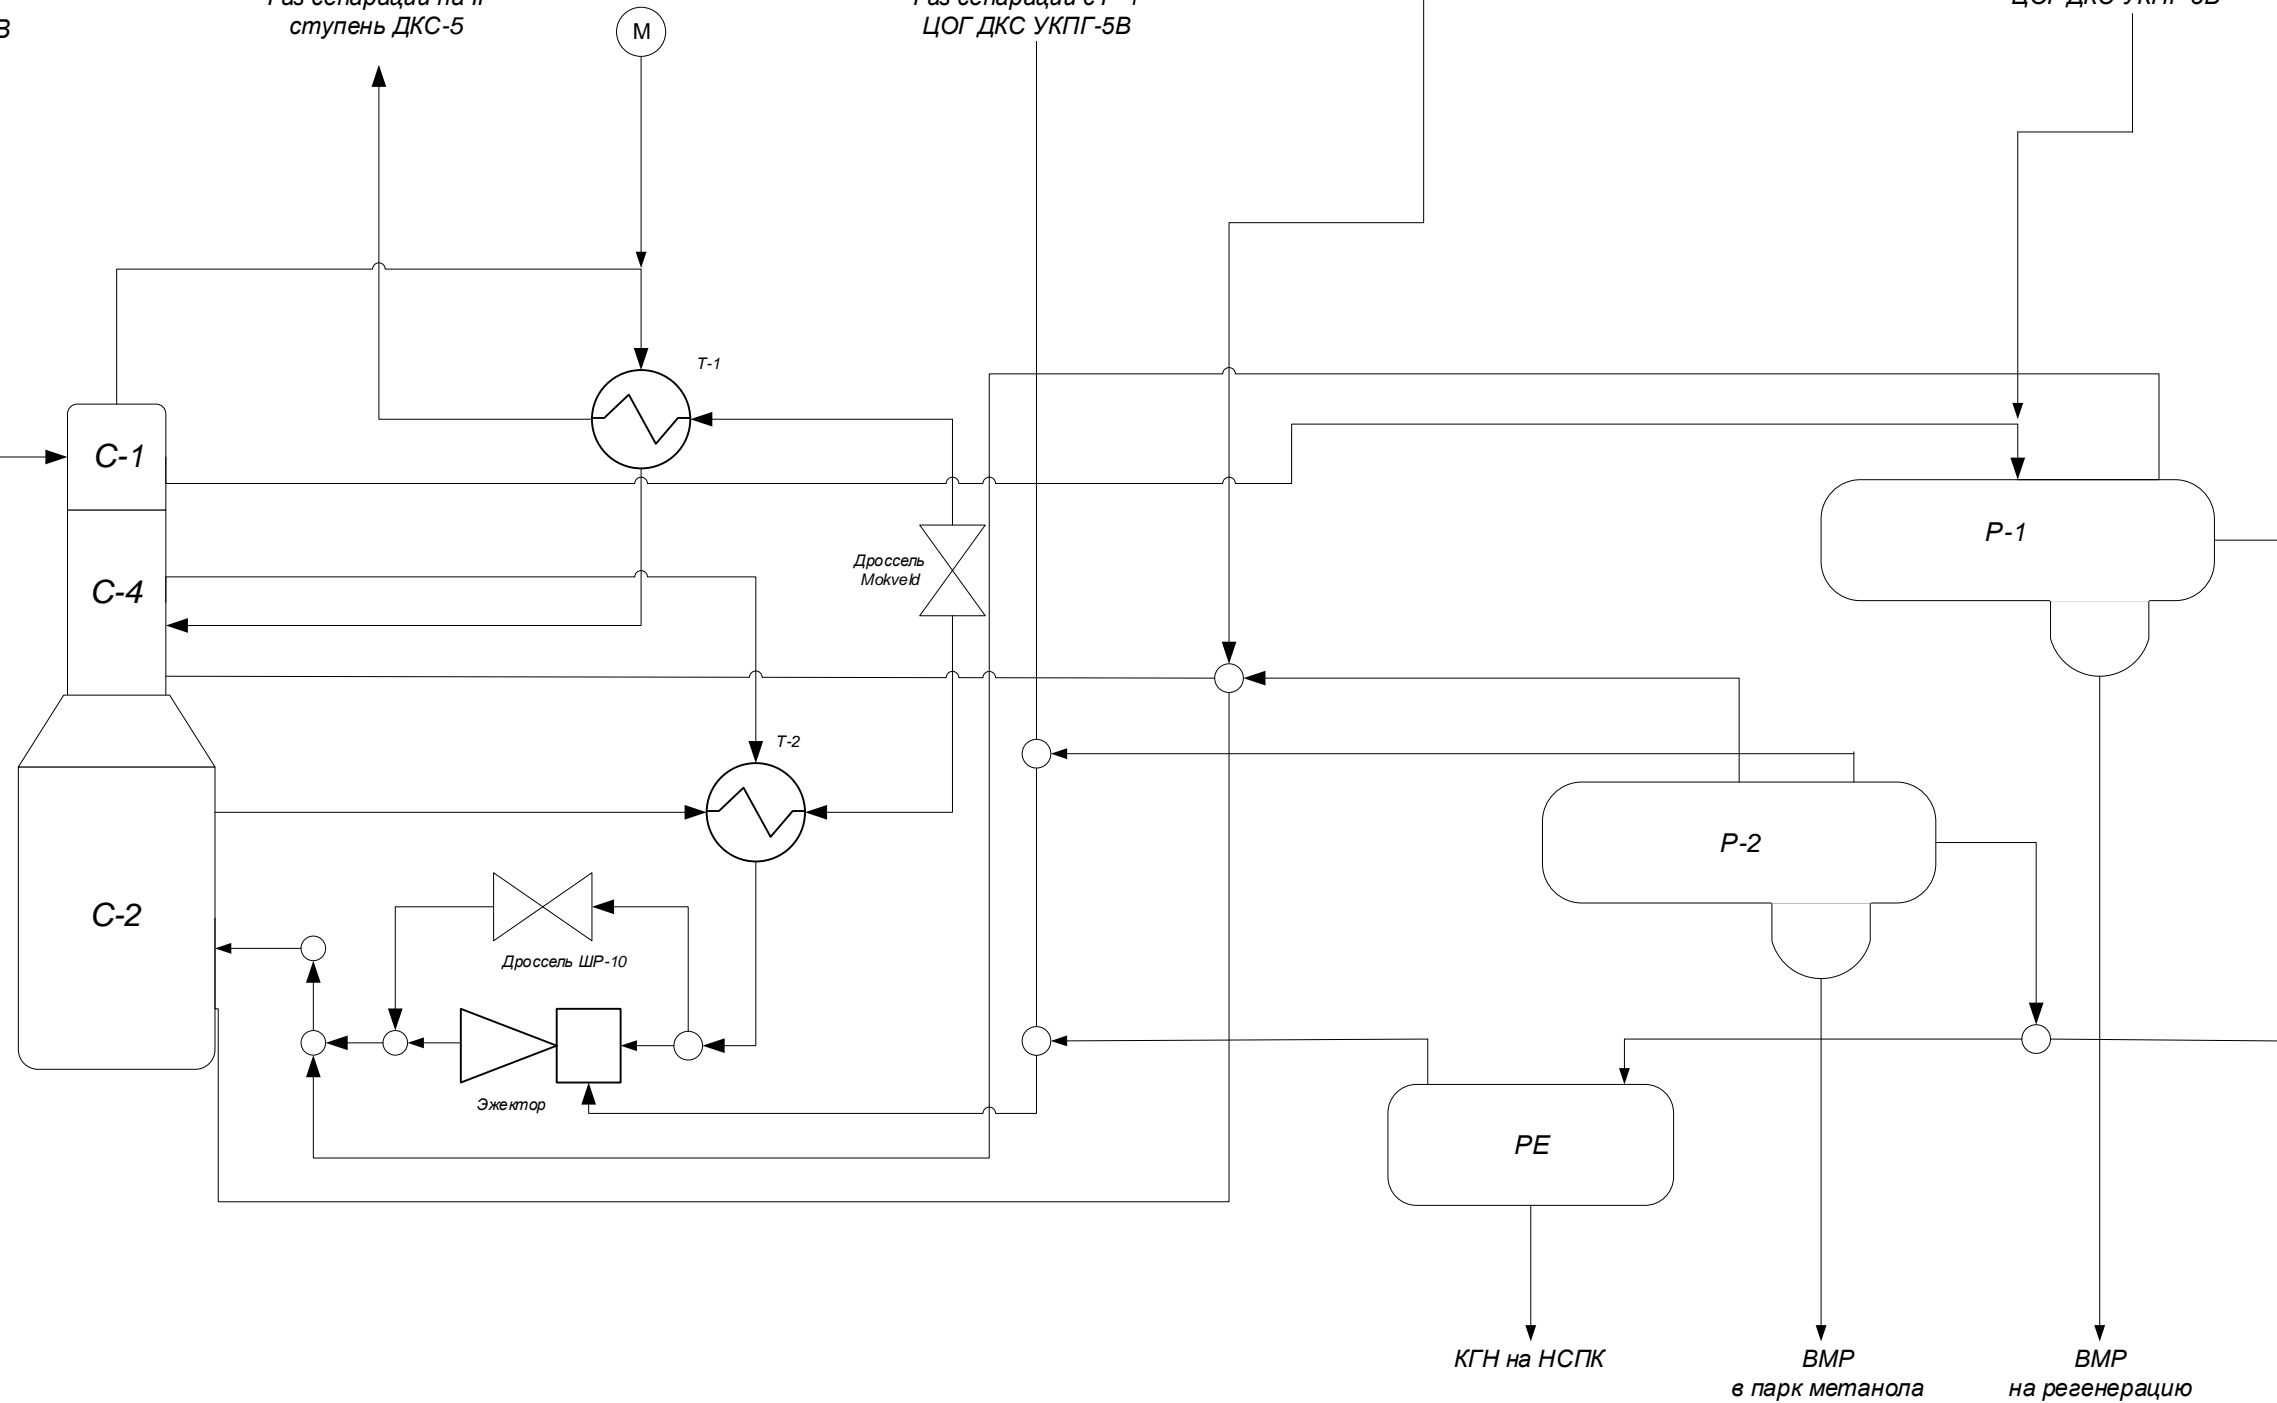 В
ступень ДКС-5
М
ЦОГ ДКС УКПГ-5В
Т-1
С-1
Р-1
Дроссель
Mokveld
С-4
Т-2
Р-2
С-2
Дроссель ШР-10
Эжектор
РЕ
КГН на НСПК
ВМР
в парк метанола
ВМР
на регенерацию